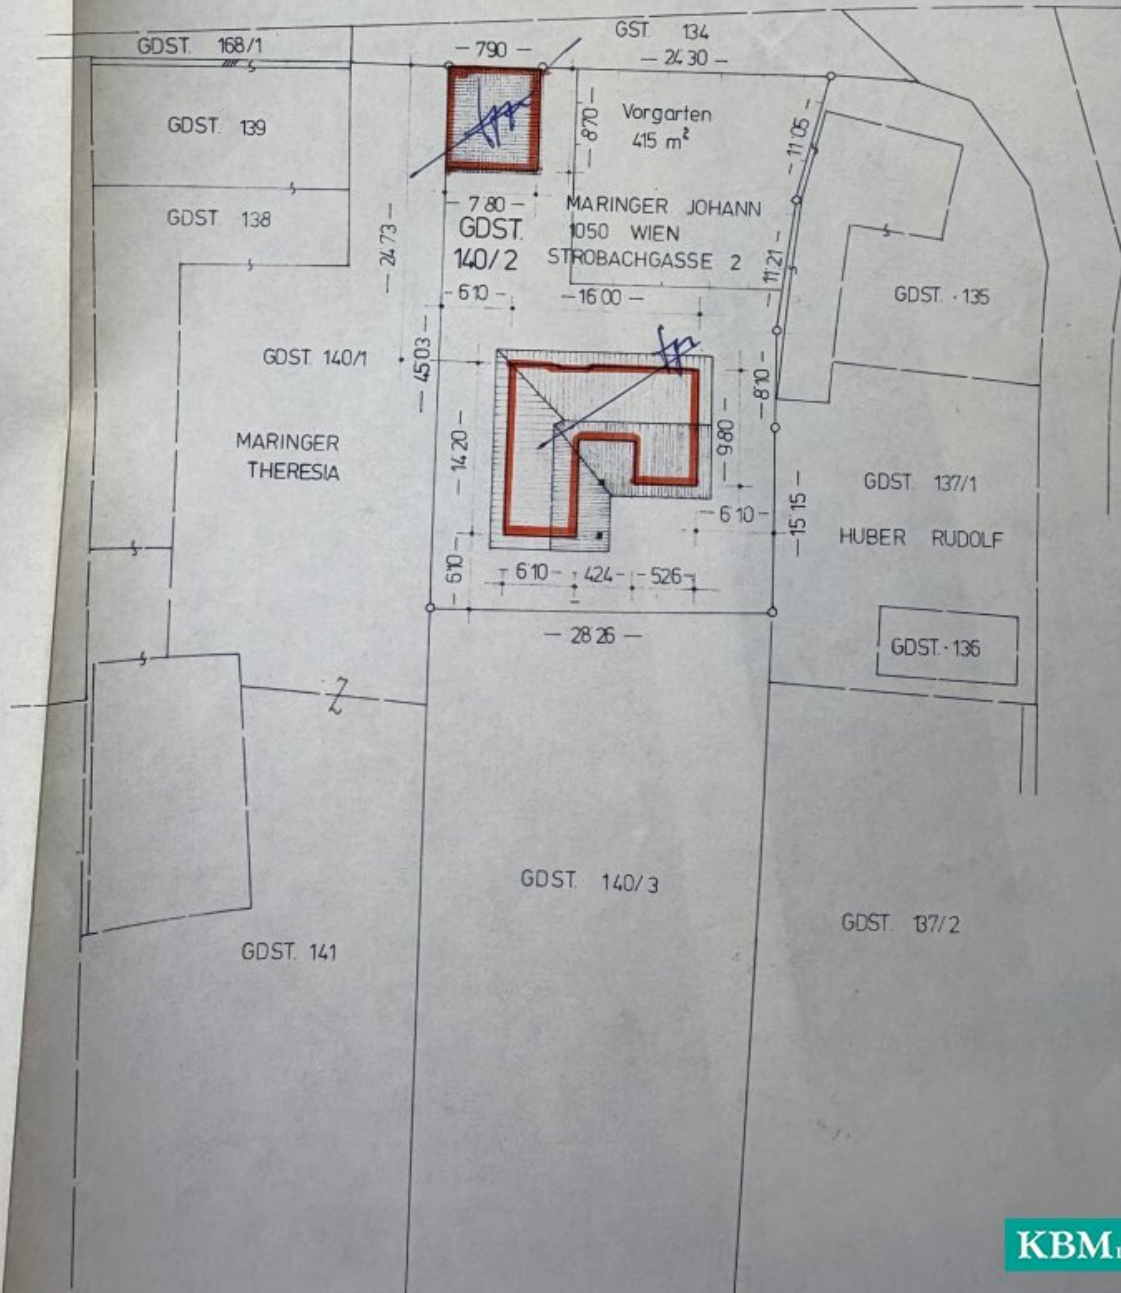 GDST. 168/1
GST. 134
— 790 —
— 24 30 —
GDST. 139
— 870 —
Vorgarten
415 m²
— 11 05 —
GDST. 138
— 7 80 —
GDST.
140/2
MARINGER JOHANN
1050 WIEN
STROBACHGASSE 2
— 24 73 —
— 11 21 —
- 6 10 -
— 16 00 —
GDST. · 135
GDST. 140/1
— 45 03 —
— 8 10 —
MARINGER
THERESIA
— 14 20 —
— 9 80 —
GDST. 137/1
— 6 10 —
— 15 15 —
HUBER RUDOLF
— 6 10 —
— 6 10 —
424 —
— 526 —
— 28 26 —
GDST. · 136
GDST. 140/3
GDST. 137/2
GDST. 141
KBM